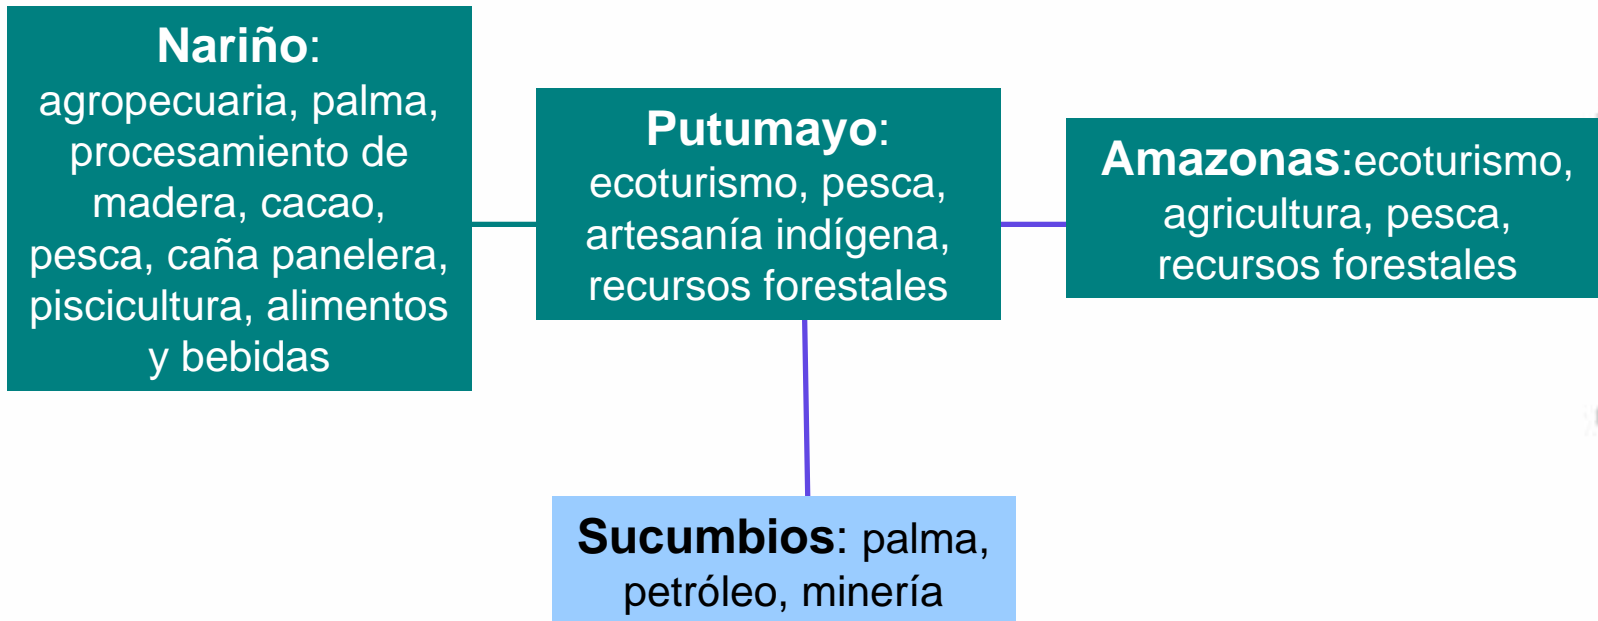 Nariño:
agropecuaria, palma,
procesamiento de
madera, cacao,
pesca, caña panelera,
piscicultura, alimentos
y bebidas
Putumayo:
ecoturismo, pesca,
artesanía indígena,
recursos forestales
Amazonas:ecoturismo,
agricultura, pesca,
recursos forestales
Sucumbios: palma,
petróleo, minería